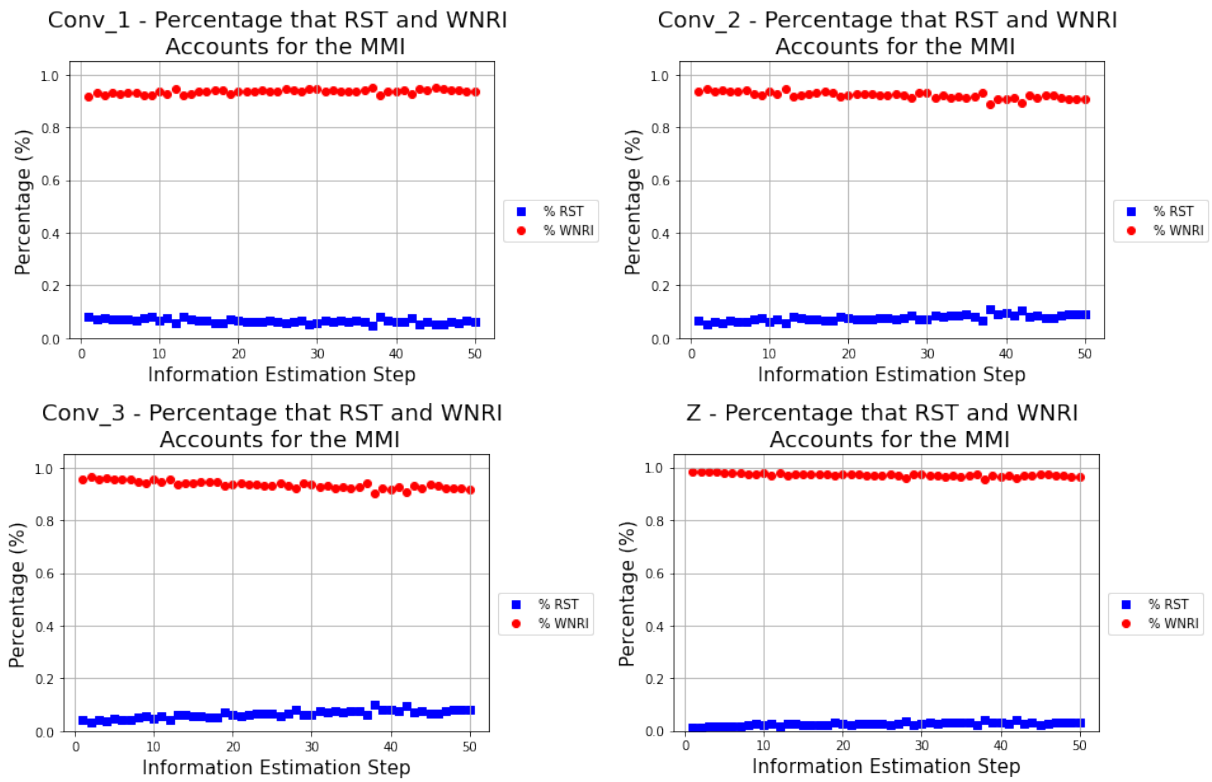 Conv_1 - Percentage that RST and WNRI
Accounts for the MMI
1.0
0.8
0.6
0.4
0.2
0.0
Percentage (%)
0 10 20 30 40 50
Information Estimation Step
% RST
% WNRI
Conv_2 - Percentage that RST and WNRI
Accounts for the MMI
1.0
0.8
0.6
0.4
0.2
0.0
Percentage (%)
0 10 20 30 40 50
Information Estimation Step
% RST
% WNRI
Conv_3 - Percentage that RST and WNRI
Accounts for the MMI
1.0
0.8
0.6
0.4
0.2
0.0
Percentage (%)
0 10 20 30 40 50
Information Estimation Step
% RST
% WNRI
Z - Percentage that RST and WNRI
Accounts for the MMI
1.0
0.8
0.6
0.4
0.2
0.0
Percentage (%)
0 10 20 30 40 50
Information Estimation Step
% RST
% WNRI